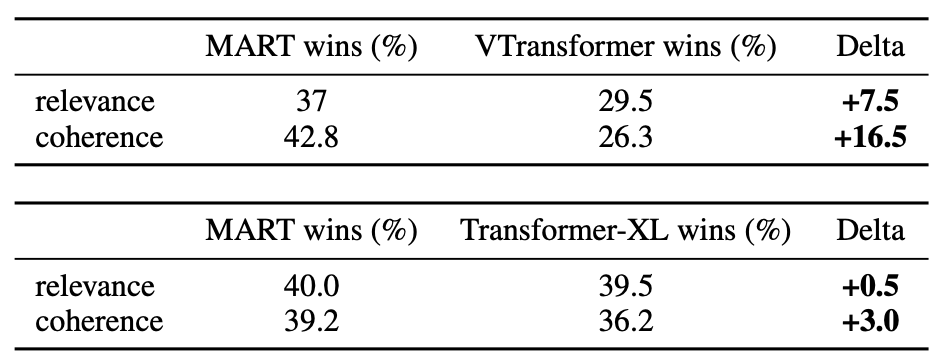 MART wins (%) VTransformer wins (%) Delta
relevance 37 29.5 +7.5
coherence 42.8 26.3 +16.5
MART wins (%) Transformer-XL wins (%) Delta
relevance 40.0 39.5 +0.5
coherence 39.2 36.2 +3.0